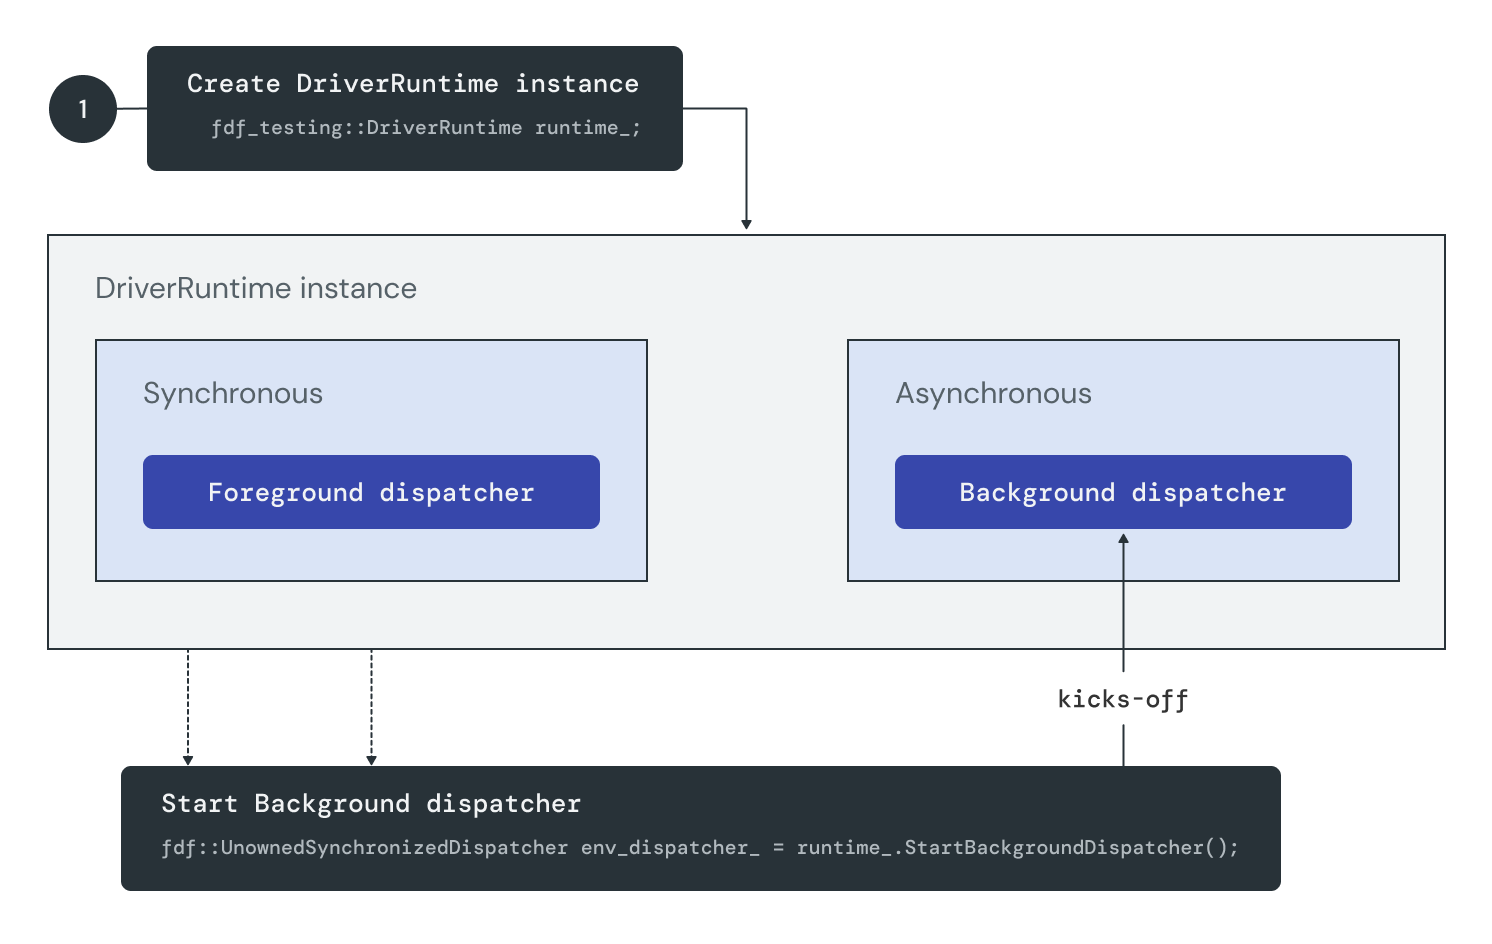 1
Create DriverRuntime instance
fdf_testing::DriverRuntime runtime_;
DriverRuntime instance
Synchronous
Foreground dispatcher
Asynchronous
Background dispatcher
kicks-off
Start Background dispatcher
fdf::UnownedSynchronizedDispatcher env_dispatcher_ = runtime_.StartBackgroundDispatcher();